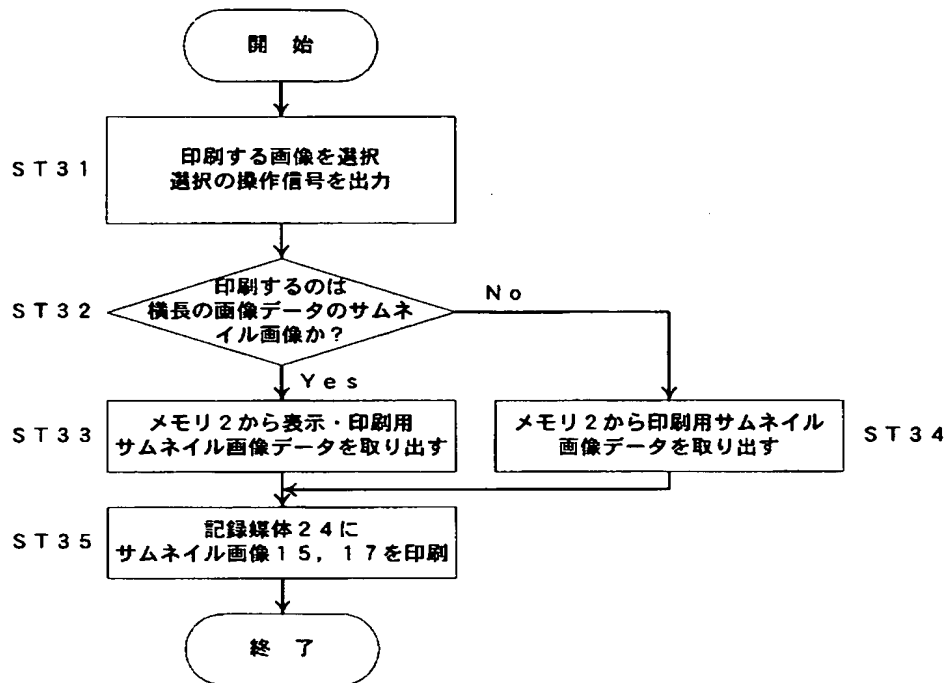 開 始
ST31
印刷する画像を選択
選択の操作信号を出力
ST32
印刷するのは
横長の画像データのサムネ
イル画像か？
No
Yes
ST33
メモリ2から表示・印刷用
サムネイル画像データを取り出す
メモリ2から印刷用サムネイル
画像データを取り出す
ST34
ST35
記録媒体24に
サムネイル画像15，17を印刷
終 了